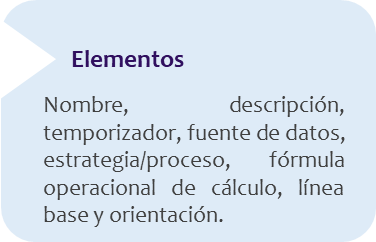 Elementos
Nombre, descripción,
temporizador, fuente de datos,
estrategia/proceso, fórmula
operacional de cálculo, línea
base y orientación.